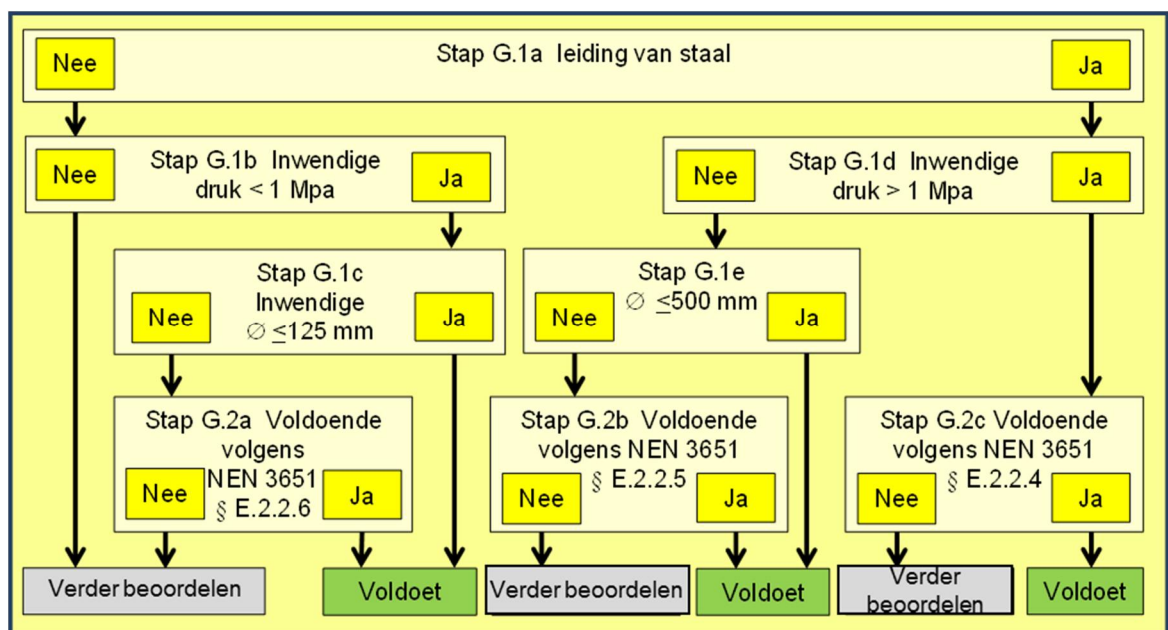 Stap G.1a leiding van staal
Nee
Ja
Nee
Stap G.1b Inwendige
druk < 1 Mpa
Ja
Nee
Stap G.1d Inwendige
druk > 1 Mpa
Ja
Stap G.1c
Inwendige
∅ ≤125 mm
Nee
Ja
Stap G.1e
∅ ≤500 mm
Nee
Ja
Stap G.2a Voldoende
volgens
NEN 3651
§ E.2.2.6
Nee
Ja
Stap G.2b Voldoende
volgens NEN 3651
§ E.2.2.5
Nee
Ja
Stap G.2c Voldoende
volgens NEN 3651
§ E.2.2.4
Nee
Ja
Verder beoordelen
Voldoet
Verder beoordelen
Voldoet
Verder
beoordelen
Voldoet